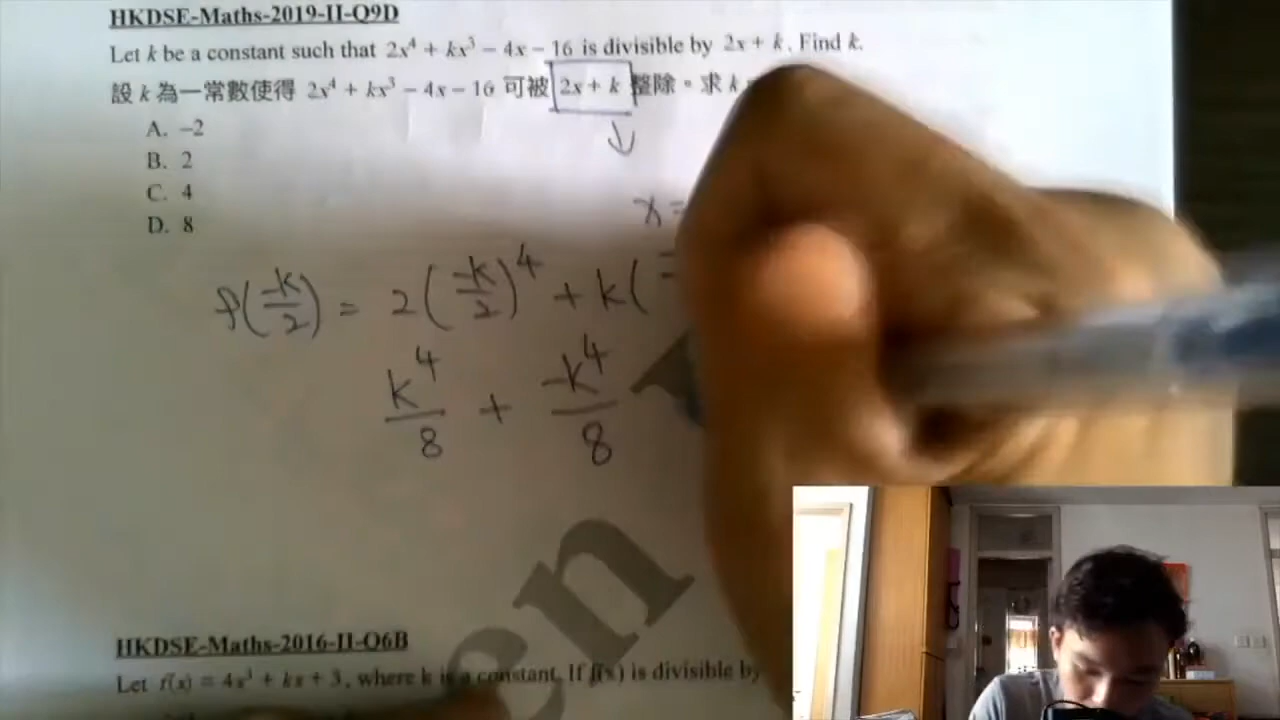 HKDSE-Maths-2019-II-Q9D
Let k be a constant such that 2x⁴ + kx³ − 4x − 16 is divisible by 2x + k. Find k.
設 k 為一常數使得 2x⁴ + kx³ − 4x − 16 可被 2x + k 整除。求 k
A. −2
B. 2
C. 4
D. 8
x =
f(-k/2) = 2(-k/2)⁴ + k(
k⁴/8 + -k⁴/8
en
HKDSE-Maths-2016-II-Q6B
Let f(x) = 4x³ + kx + 3, where k is a constant. If f(x) is divisible by